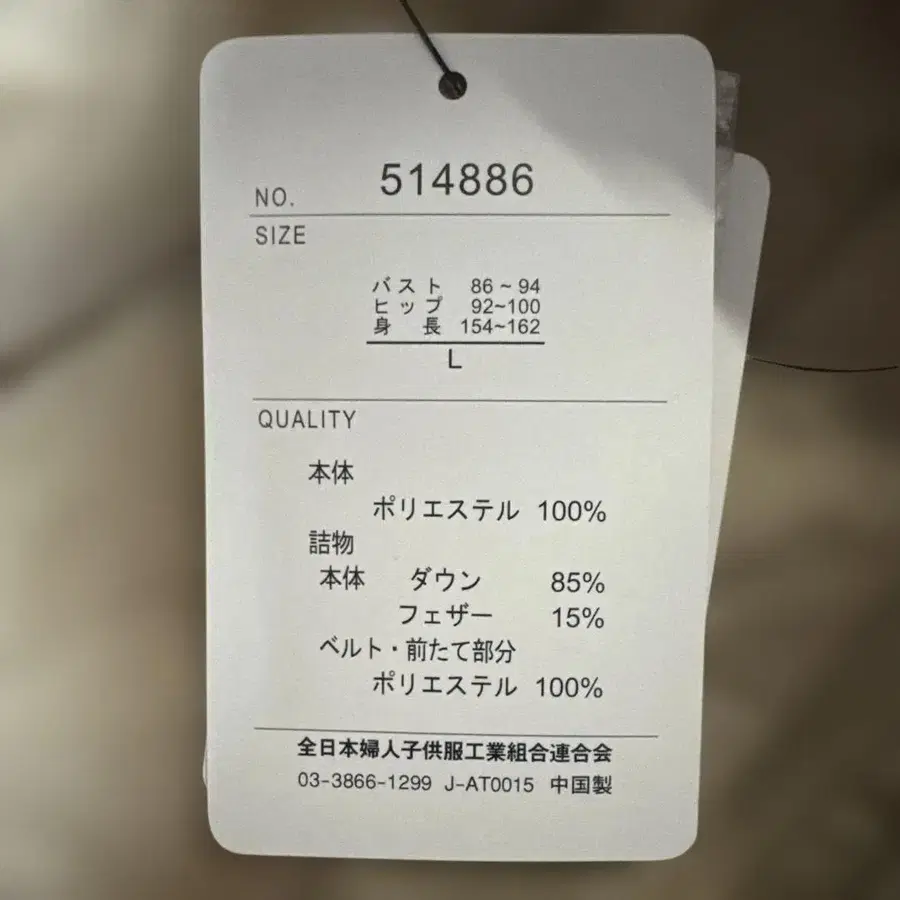 NO. 514886
SIZE
バスト 86~94
ヒップ 92~100
身長 154~162
L
QUALITY
本体
ポリエステル 100%
詰物
本体 ダウン 85%
フェザー 15%
ベルト・前たて部分
ポリエステル 100%
全日本婦人子供服工業組合連合会
03-3866-1299 J-AT0015 中国製